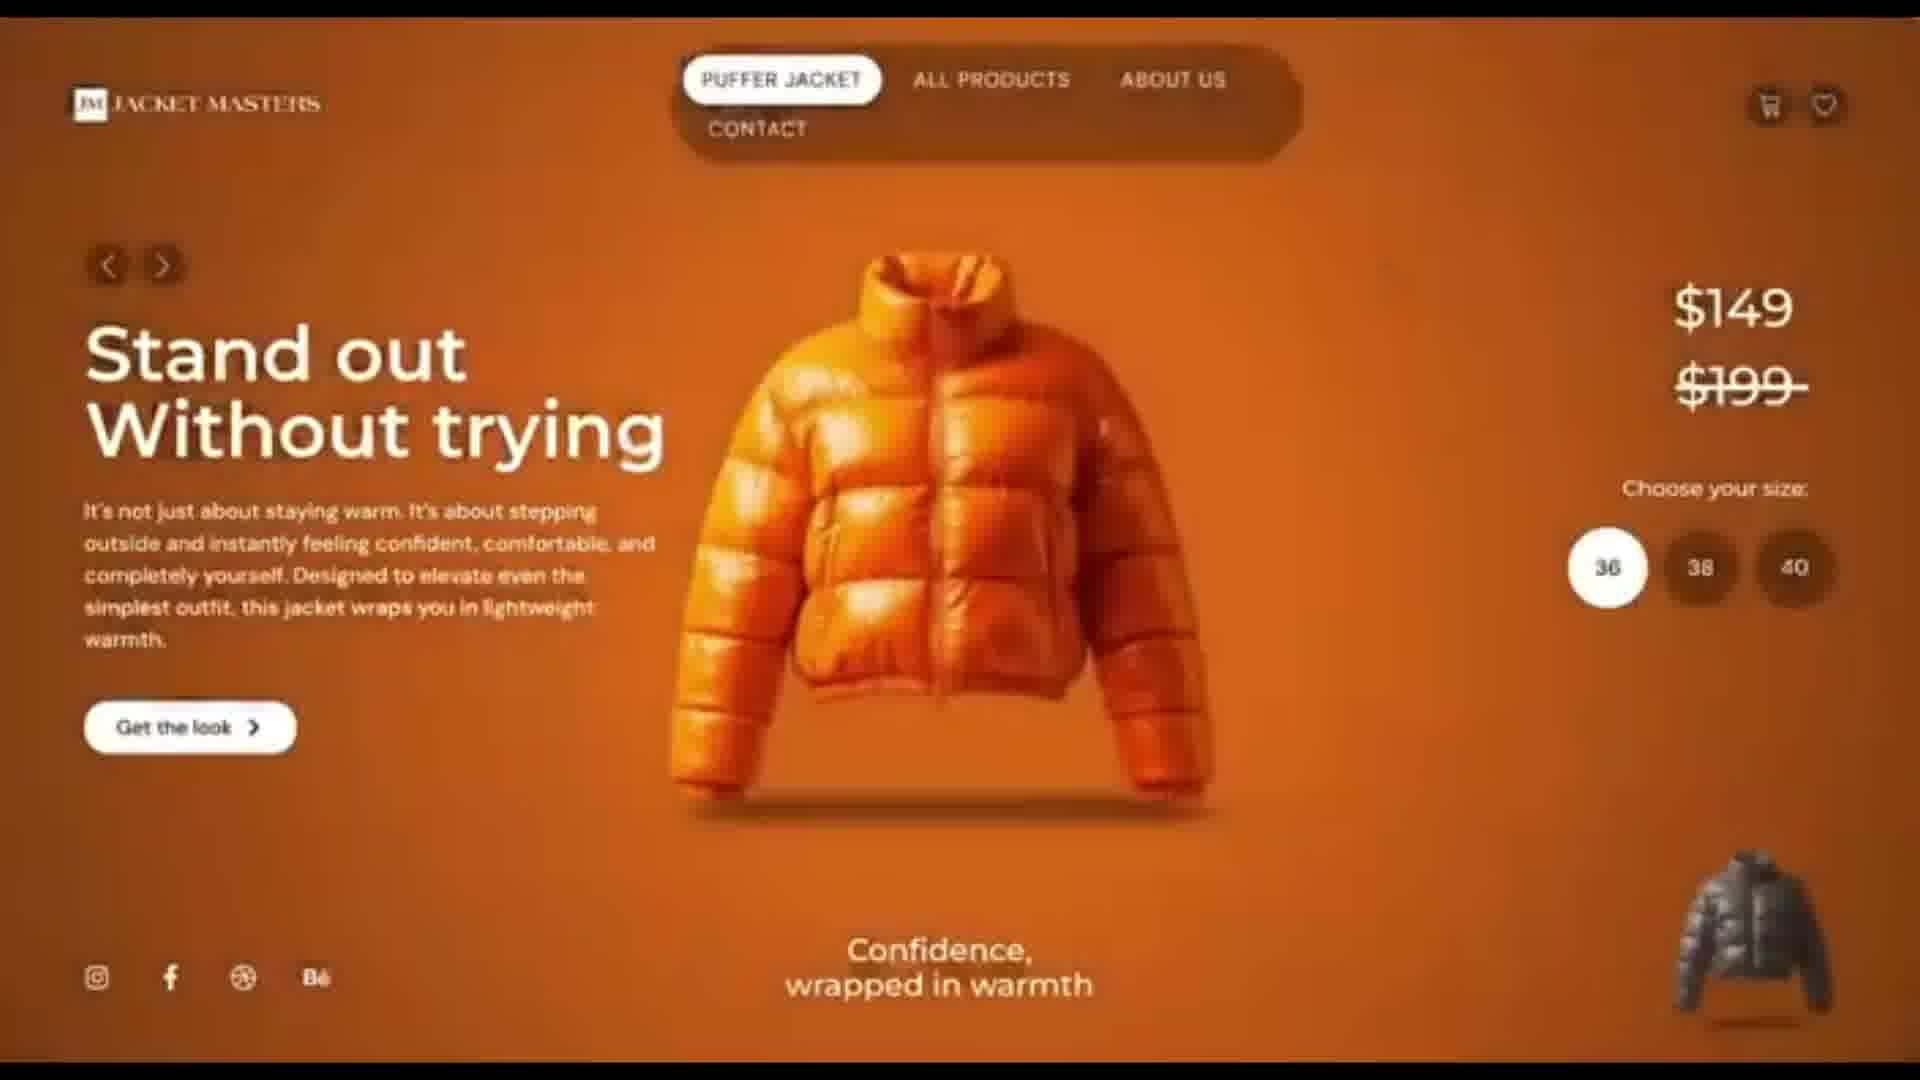 JM JACKET MASTERS
PUFFER JACKET ALL PRODUCTS ABOUT US
CONTACT
Stand out
Without trying
It's not just about staying warm. It's about stepping
outside and instantly feeling confident, comfortable, and
completely yourself. Designed to elevate even the
simplest outfit, this jacket wraps you in lightweight
warmth.
Get the look
$149
$199
Choose your size:
36 38 40
Confidence,
wrapped in warmth
Bē